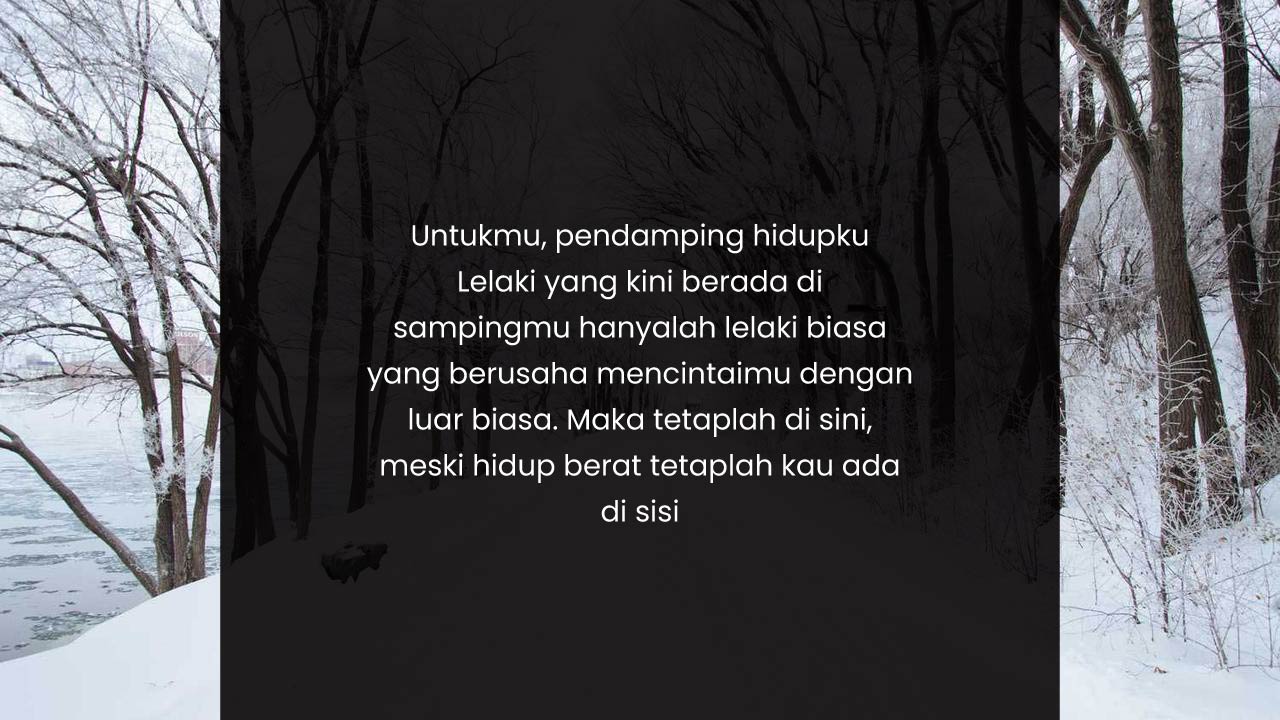 Untukmu, pendamping hidupku
Lelaki yang kini berada di
sampingmu hanyalah lelaki biasa
yang berusaha mencintaimu dengan
luar biasa. Maka tetaplah di sini,
meski hidup berat tetaplah kau ada
di sisi